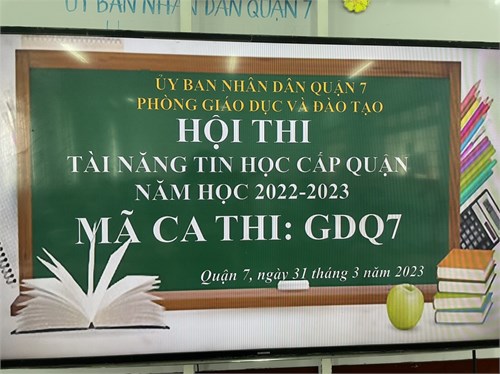 ỦY BAN NHÂN DÂN QUẬN 7
ỦY BAN NHÂN DÂN QUẬN 7
PHÒNG GIÁO DỤC VÀ ĐÀO TẠO
HỘI THI
TÀI NĂNG TIN HỌC CẤP QUẬN
NĂM HỌC 2022-2023
MÃ CA THI: GDQ7
Quận 7, ngày 31 tháng 3 năm 2023